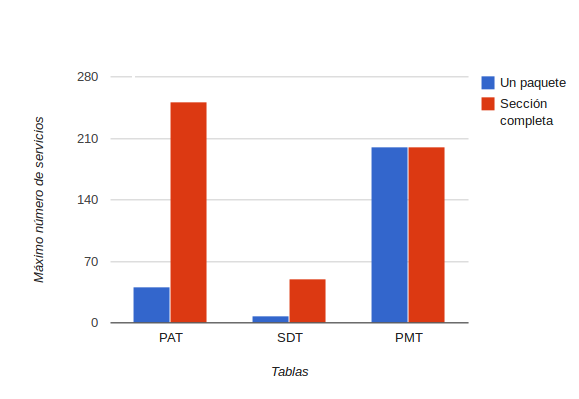 280
210
140
70
0
Máximo número de servicios
PAT
SDT
PMT
Tablas
Un paquete
Sección
completa